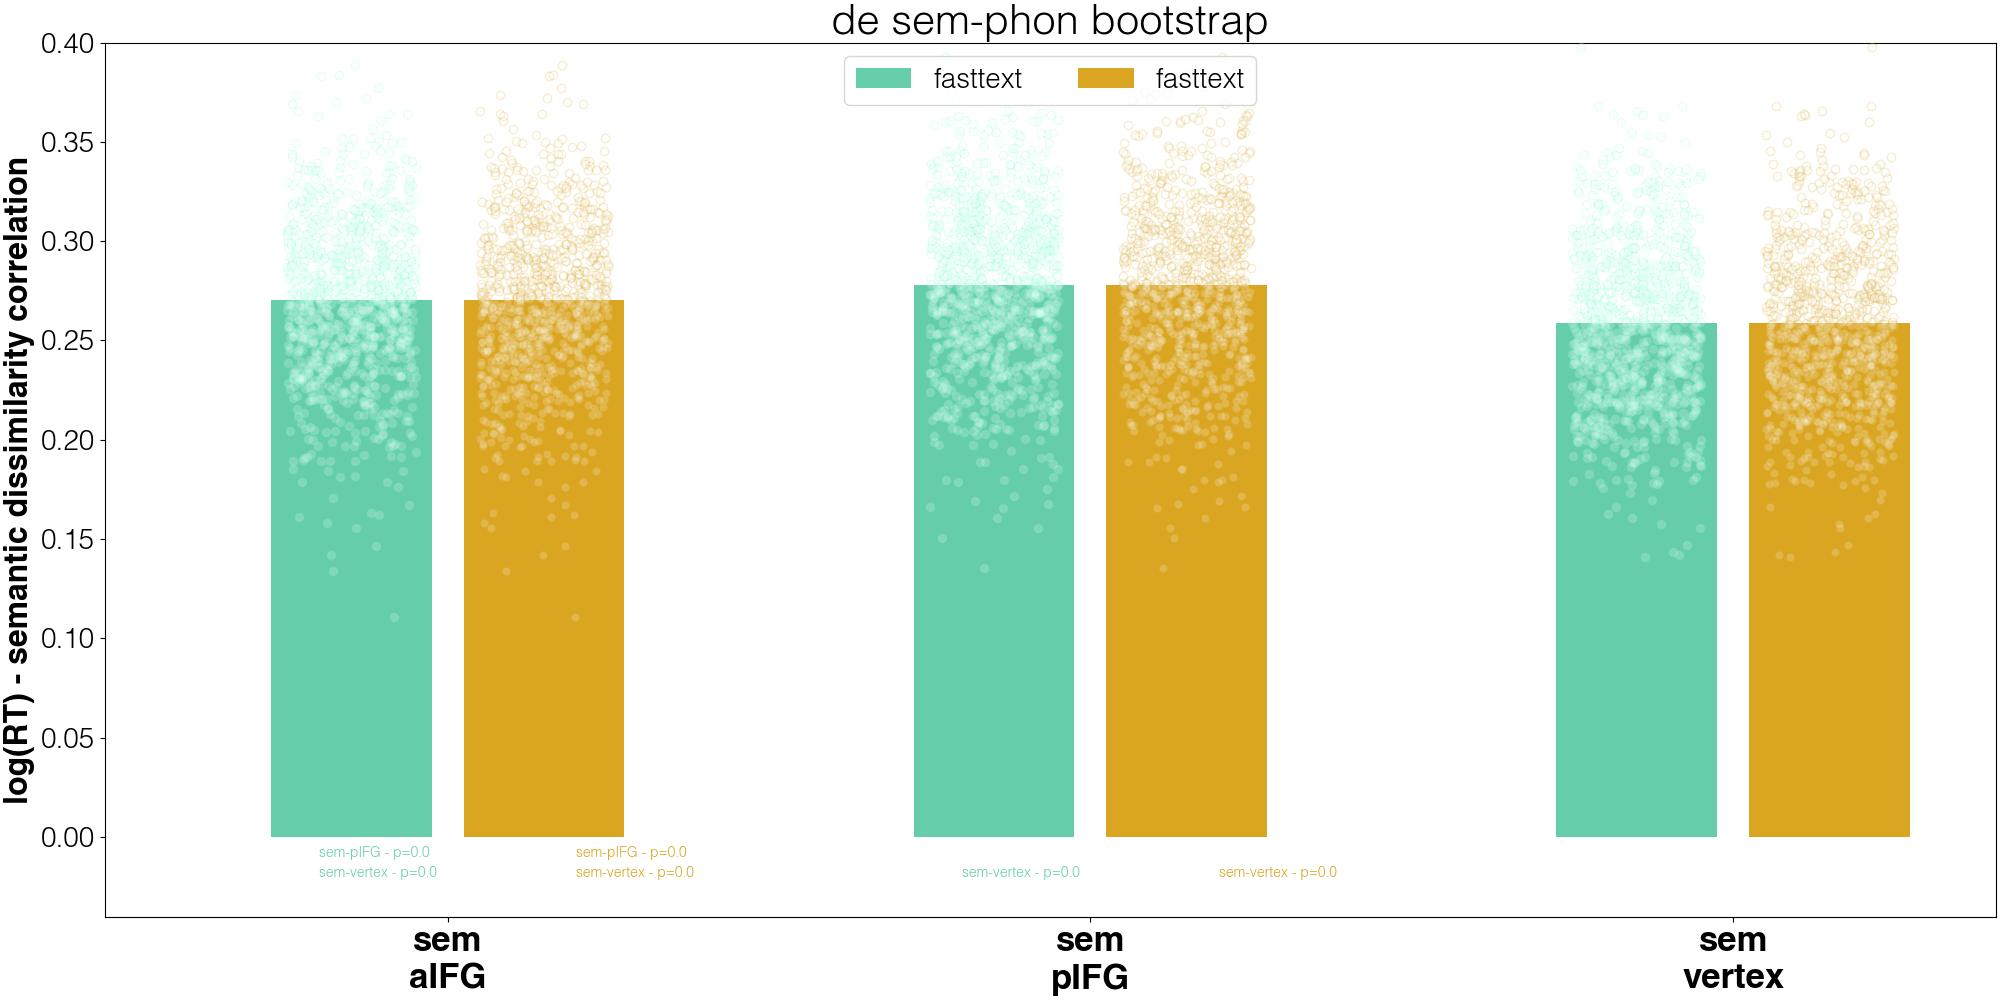 de sem-phon bootstrap
fasttext
fasttext
log(RT) - semantic dissimilarity correlation
0.40
0.35
0.30
0.25
0.20
0.15
0.10
0.05
0.00
sem-pIFG - p=0.0
sem-vertex - p=0.0
sem-pIFG - p=0.0
sem-vertex - p=0.0
sem-vertex - p=0.0
sem-vertex - p=0.0
sem
aIFG
sem
pIFG
sem
vertex